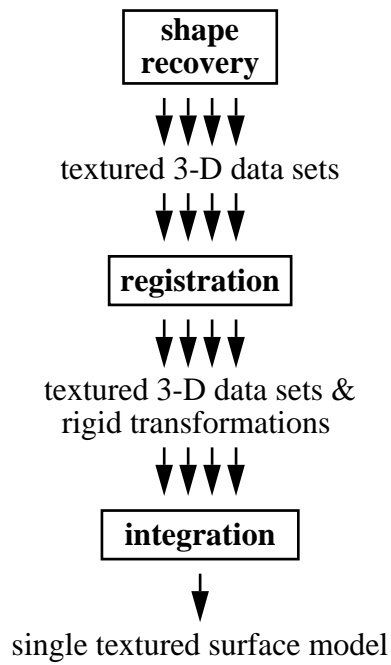 shape
recovery
textured 3-D data sets
registration
textured 3-D data sets &
rigid transformations
integration
single textured surface model